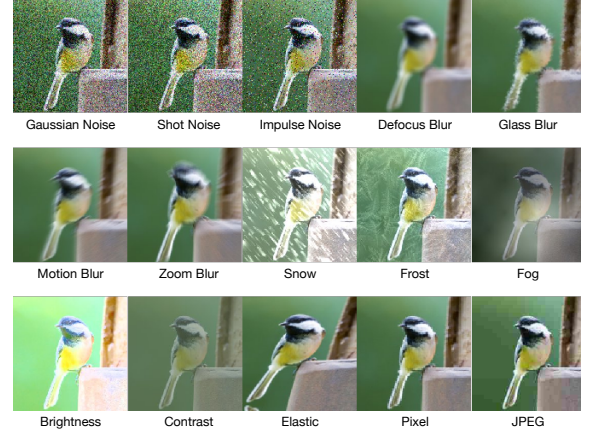 Gaussian Noise Shot Noise Impulse Noise Defocus Blur Glass Blur
Motion Blur Zoom Blur Snow Frost Fog
Brightness Contrast Elastic Pixel JPEG